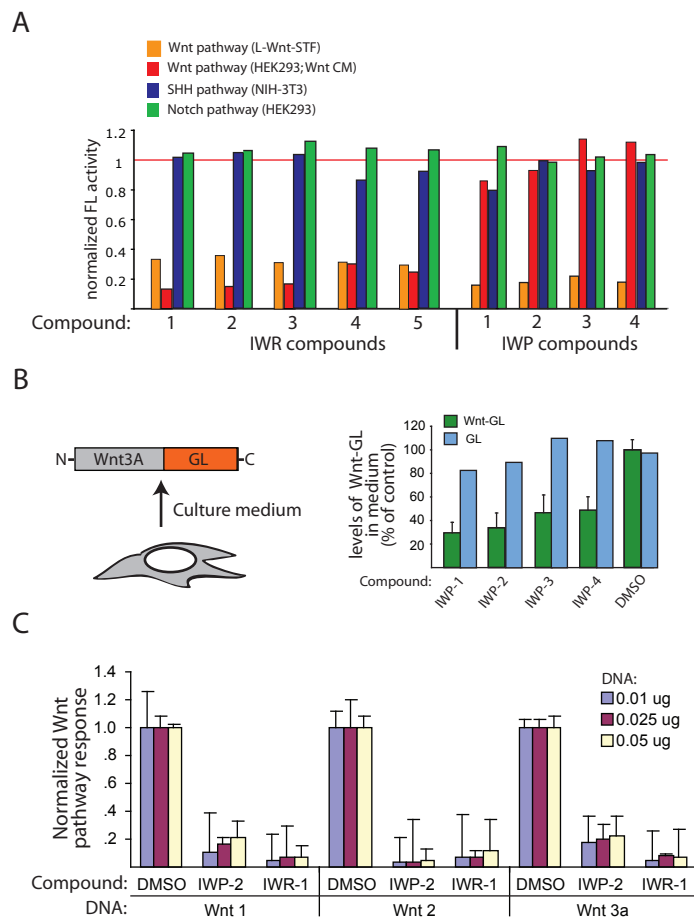 A
Wnt pathway (L-Wnt-STF)
Wnt pathway (HEK293; Wnt CM)
SHH pathway (NIH-3T3)
Notch pathway (HEK293)
normalized FL activity
1.2
1
0.8
0.6
0.4
0.2
Compound: 1 2 3 4 5 1 2 3 4
IWR compounds IWP compounds
B
N Wnt3A GL C
Culture medium
Wnt-GL
GL
levels of Wnt-GL
in medium
(% of control)
120
100
80
60
40
20
Compound: IWP-1 IWP-2 IWP-3 IWP-4 DMSO
C
Normalized Wnt
pathway response
1.4
1.2
1.0
.8
.6
.4
.2
DNA:
0.01 ug
0.025 ug
0.05 ug
Compound: DMSO IWP-2 IWR-1 DMSO IWP-2 IWR-1 DMSO IWP-2 IWR-1
DNA: Wnt 1 Wnt 2 Wnt 3a